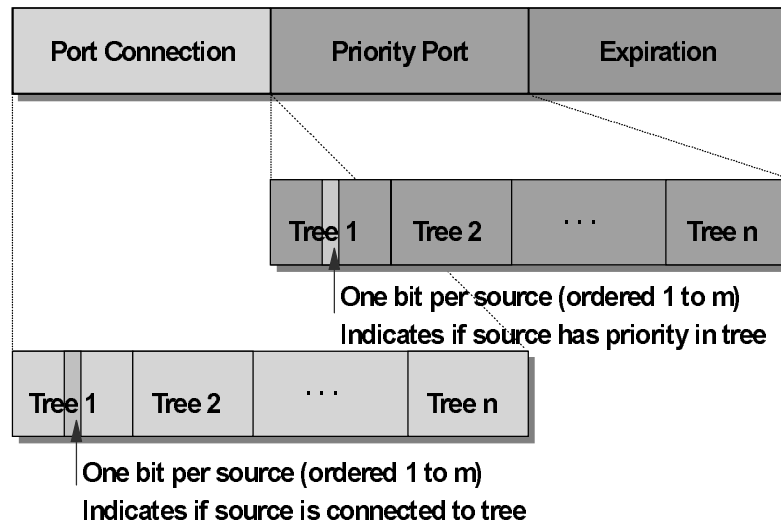 Port Connection Priority Port Expiration
Tree 1 Tree 2 ... Tree n
One bit per source (ordered 1 to m)
Indicates if source has priority in tree
Tree 1 Tree 2 ... Tree n
One bit per source (ordered 1 to m)
Indicates if source is connected to tree